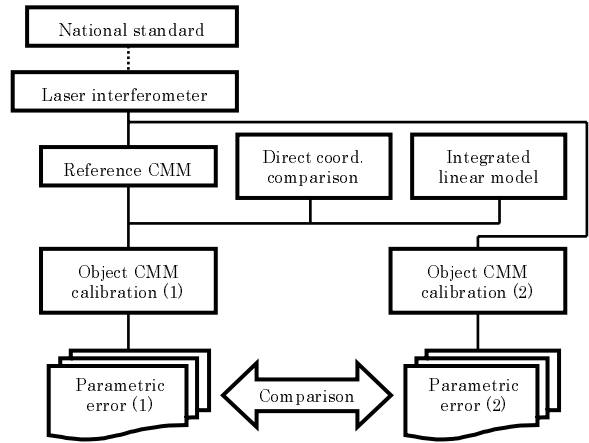 National standard
Laser interferometer
Reference CMM
Direct coord.
comparison
Integrated
linear model
Object CMM
calibration (1)
Object CMM
calibration (2)
Parametric
error (1)
Comparison
Parametric
error (2)